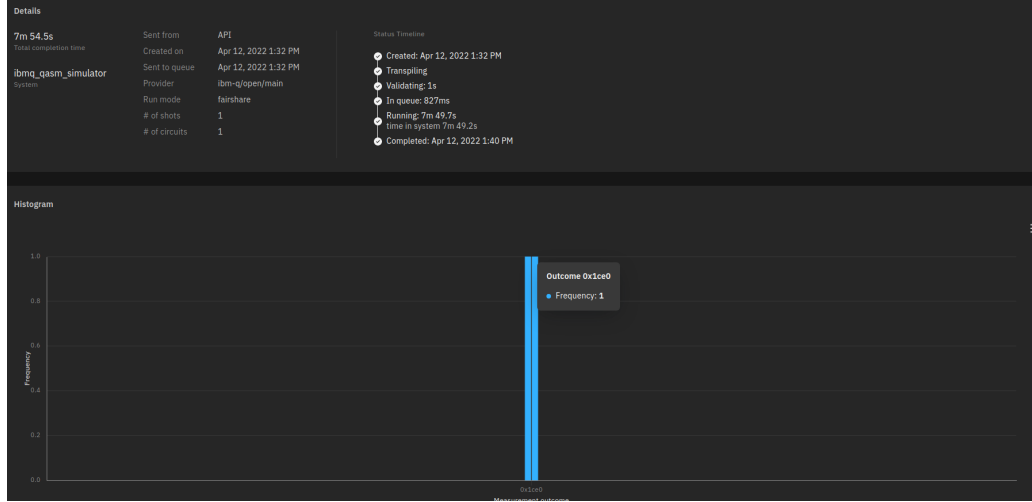 Details
7m 54.5s
Total completion time
ibmq_qasm_simulator
System
Sent from API
Created on Apr 12, 2022 1:32 PM
Sent to queue Apr 12, 2022 1:32 PM
Provider ibm-q/open/main
Run mode fairshare
# of shots 1
# of circuits 1
Status Timeline
Created: Apr 12, 2022 1:32 PM
Transpiling
Validating: 1s
In queue: 827ms
Running: 7m 49.7s
time in system 7m 49.2s
Completed: Apr 12, 2022 1:40 PM
Histogram
1.0
0.8
0.6
0.4
0.2
0.0
Frequency
Outcome 0x1ce0
Frequency: 1
0x1ce0
Measurement outcome